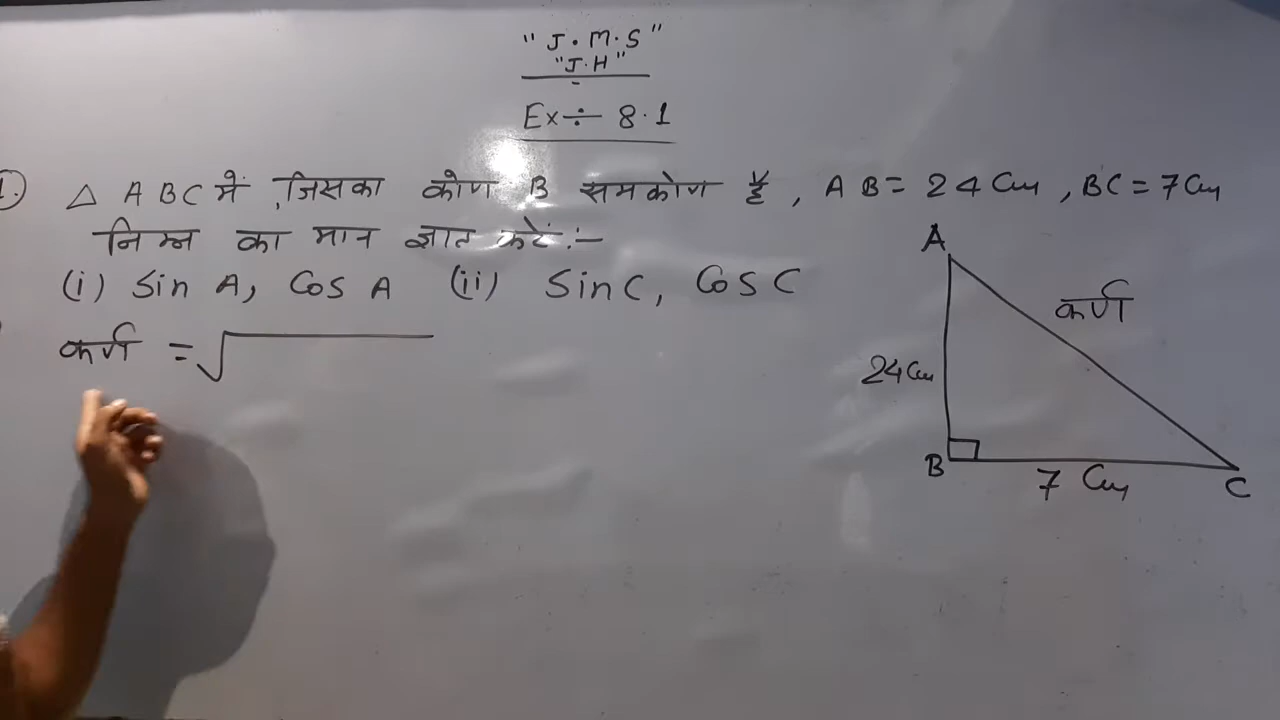 "J.M.S"
"J.H"
Ex÷ 8.1
1. △ ABC में, जिसका कोण B समकोण है, AB = 24 Cm, BC = 7 Cm
निम्न का मान ज्ञात करें:-
(i) Sin A, Cos A (ii) Sin C, Cos C
कर्ण = √
A
कर्ण
24 Cm
B
7 Cm
C